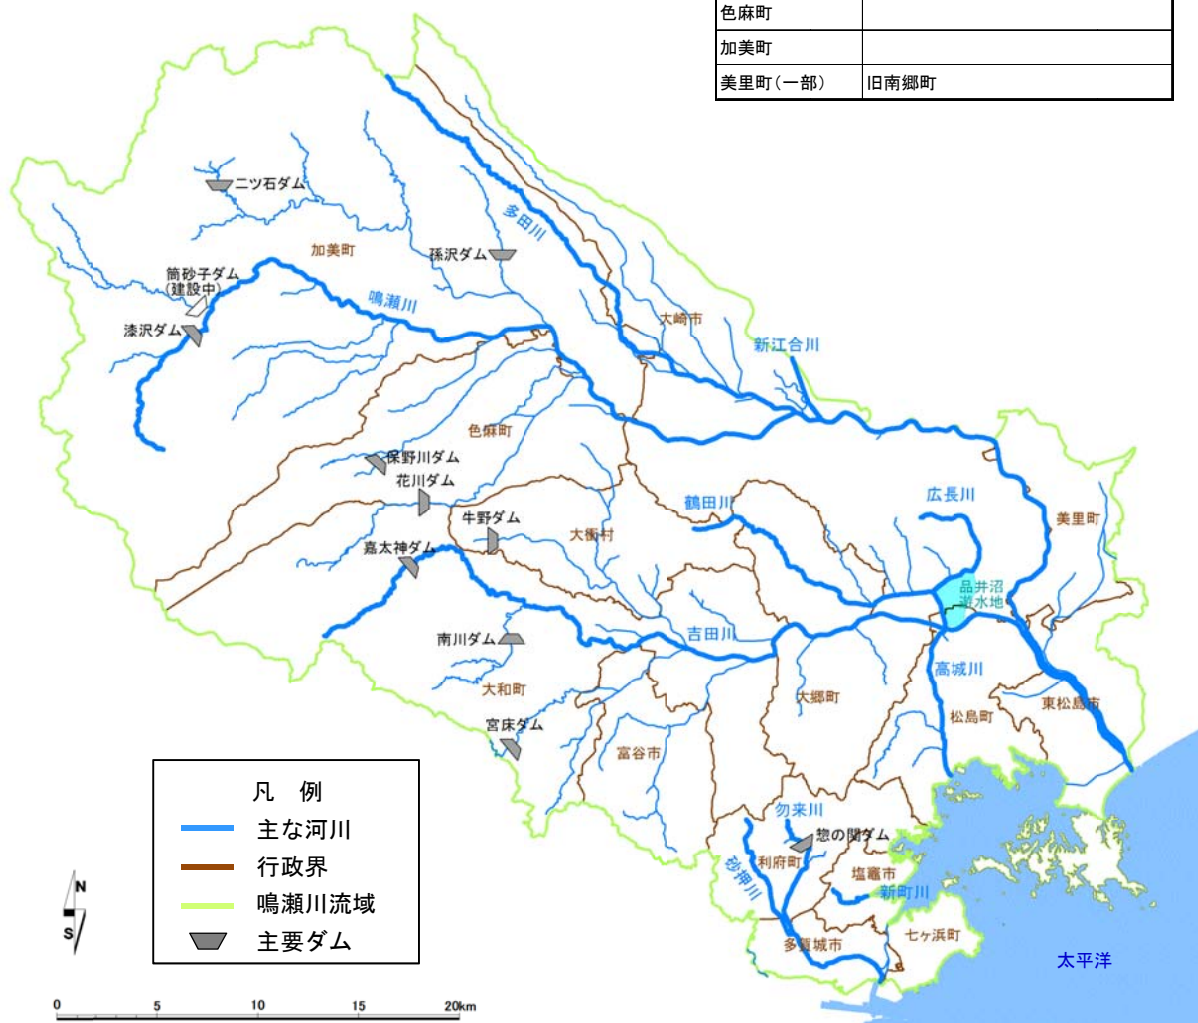 色麻町
加美町
美里町(一部) 旧南郷町
二ツ石ダム
多田川
加美町
孫沢ダム
筒砂子ダム
(建設中)
鳴瀬川
漆沢ダム
大崎市
新江合川
色麻町
保野川ダム
花川ダム
牛野ダム
鶴田川
広長川
大衡村
美里町
嘉太神ダム
品井沼
遊水地
吉田川
南川ダム
高城川
大和町
大郷町
松島町
東松島市
宮床ダム
富谷市
勿来川
惣の関ダム
利府町
砂押川
塩竈市
新町川
多賀城市
七ヶ浜町
太平洋
凡 例
主な河川
行政界
鳴瀬川流域
主要ダム
N
S
0 5 10 15 20km